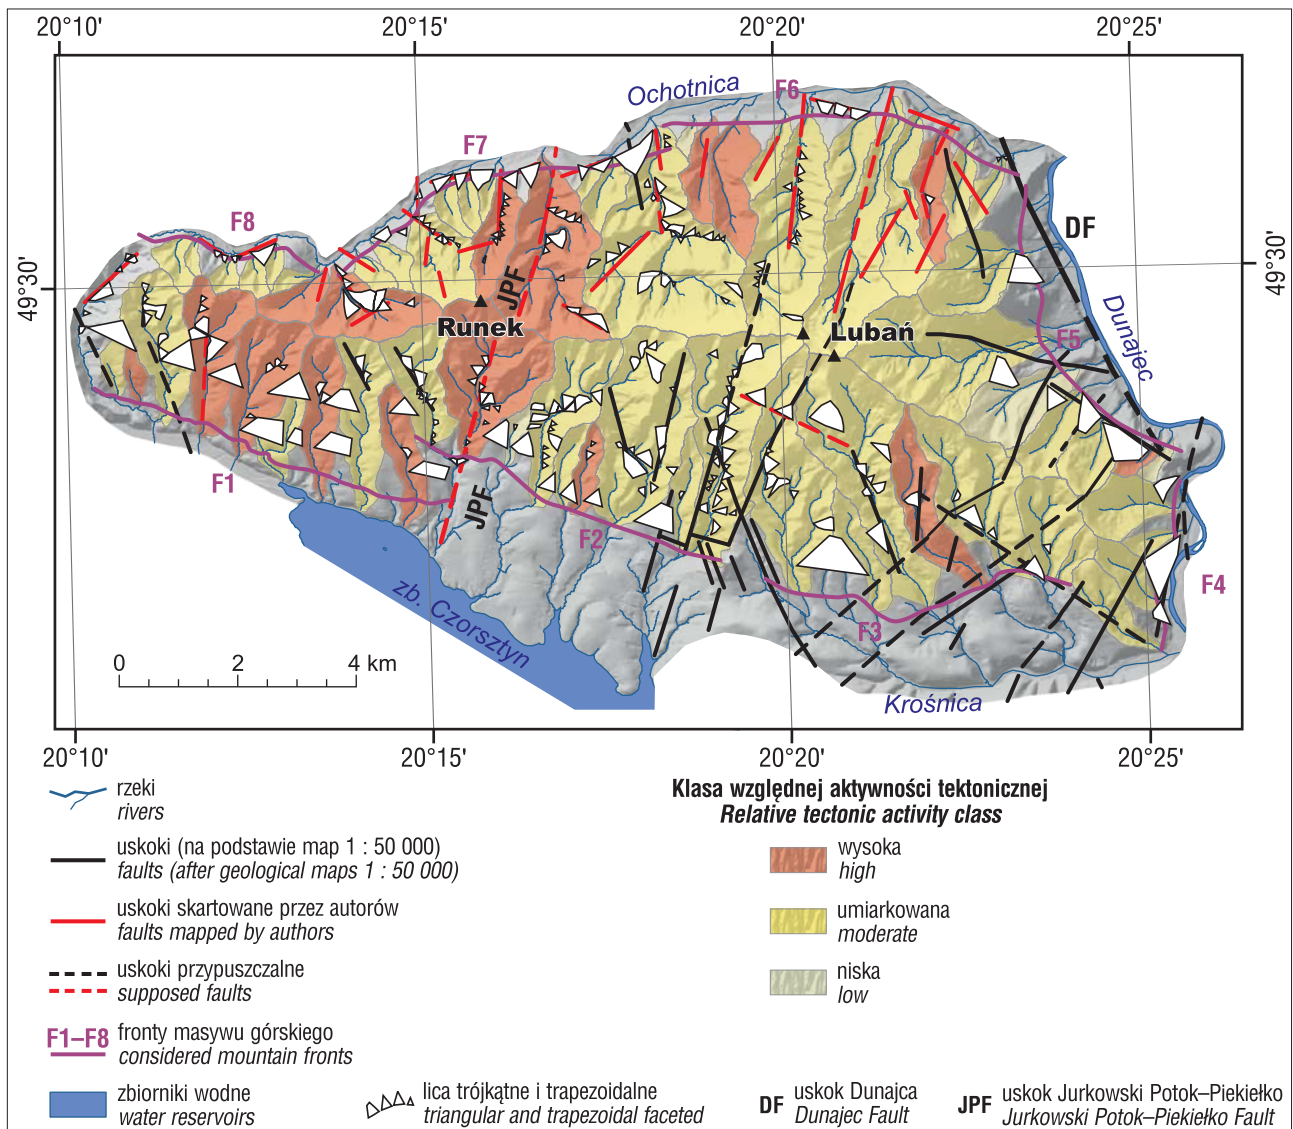 20°10'
20°15'
20°20'
20°25'
Ochotnica
F6
F7
F8
DF
49°30'
49°30'
Dunajec
JPF
Runek
Lubań
F5
F1
JPF
F2
F4
zb. Czorsztyn
F3
0 2 4 km
Krośnica
20°10'
20°15'
20°20'
20°25'
rzeki
rivers
uskoki (na podstawie map 1 : 50 000)
faults (after geological maps 1 : 50 000)
uskoki skartowane przez autorów
faults mapped by authors
uskoki przypuszczalne
supposed faults
F1–F8 fronty masywu górskiego
considered mountain fronts
zbiorniki wodne
water reservoirs
Klasa względnej aktywności tektonicznej
Relative tectonic activity class
wysoka
high
umiarkowana
moderate
niska
low
lica trójkątne i trapezoidalne
triangular and trapezoidal faceted
DF uskok Dunajca
Dunajec Fault
JPF uskok Jurkowski Potok–Piekiełko
Jurkowski Potok–Piekiełko Fault